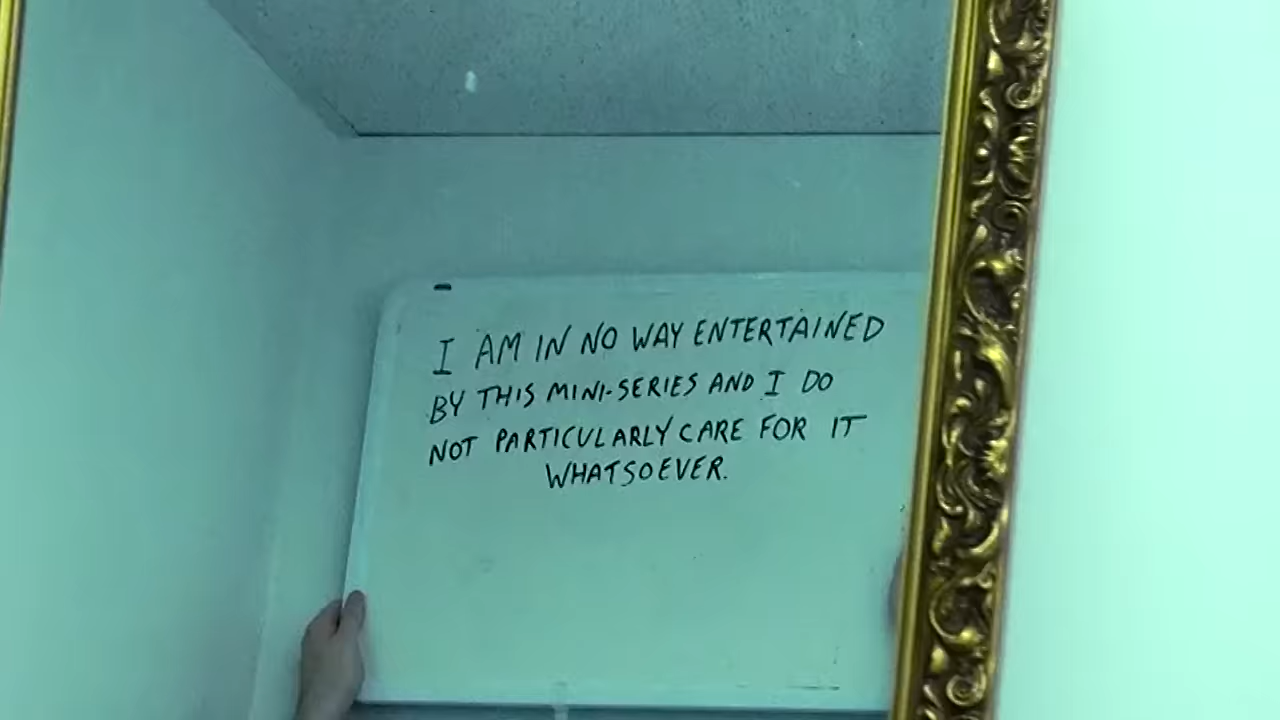 I AM IN NO WAY ENTERTAINED
BY THIS MINI-SERIES AND I DO
NOT PARTICULARLY CARE FOR IT
WHATSOEVER.